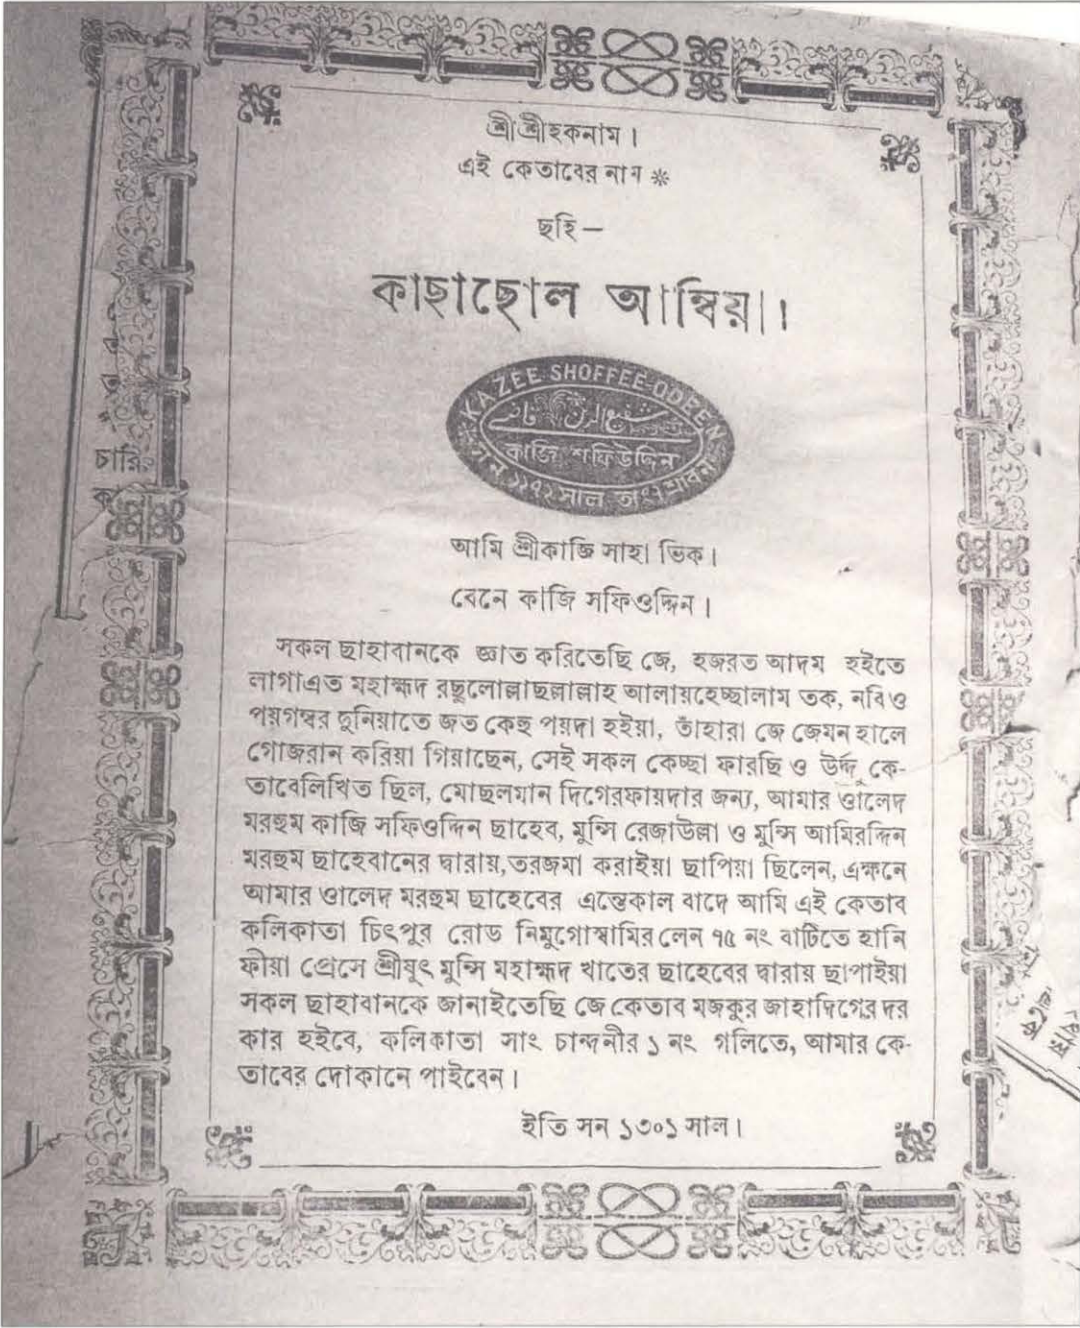 শ্রীশ্রীহকনাম।
এই কেতাবের নাম
ছহি—
কাছাছোল আম্বিয়া।
KAZEE SHOFFEE-ODEEN
কাজি শফিউদ্দিন
আমি শ্রীকাজি সাহা ভিক।
বেনে কাজি সফিওদ্দিন।
সকল ছাহাবানকে জ্ঞাত করিতেছি জে, হজরত আদম হইতে
লাগাএত মহাহ্মদ রছুলোল্লাছল্লাল্লাহ আলায়হেচ্ছালাম তক, নবি ও
পয়গম্বর দুনিয়াতে জত কেহু পয়দা হইয়া, তাঁহারা জে জেমন হালে
গোজরান করিয়া গিয়াছেন, সেই সকল কেচ্ছা ফারছি ও উর্দ্দু কে-
তাবেলিখিত ছিল, মোছলমান দিগেরফায়দার জন্য, আমার ওালেদ
মরহুম কাজি সফিওদ্দিন ছাহেব, মুন্সি রেজাউল্লা ও মুন্সি আমিরদ্দিন
মরহুম ছাহেবানের দ্বারায়, তরজমা করাইয়া ছাপিয়া ছিলেন, এক্ষনে
আমার ওালেদ মরহুম ছাহেবের এন্তেকাল বাদে আমি এই কেতাব
কলিকাতা চিৎপুর রোড নিমুগোস্বামির লেন ৭৫ নং বাটিতে হানি
ফীয়া প্রেসে শ্রীযুৎ মুন্সি মহাহ্মদ খাতের ছাহেবের দ্বারায় ছাপাইয়া
সকল ছাহাবানকে জানাইতেছি জে কেতাব মজকুর জাহাদিগের দর
কার হইবে, কলিকাতা সাং চান্দনীর ১ নং গলিতে, আমার কে-
তাবের দোকানে পাইবেন।
ইতি সন ১৩০১ সাল।
চারি